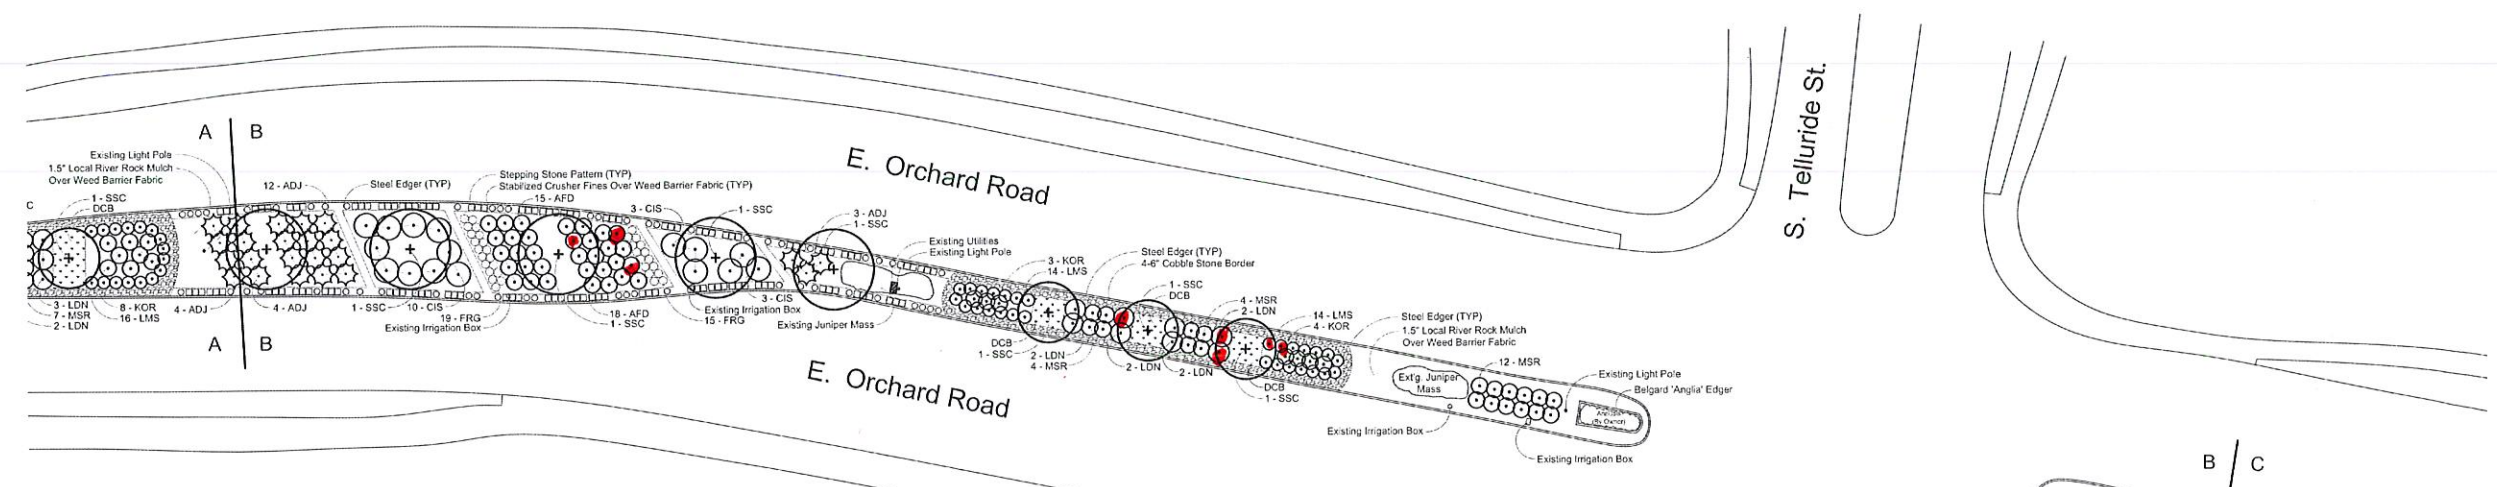 A B
Existing Light Pole
1.5" Local River Rock Mulch
Over Weed Barrier Fabric
C
1 - SSC
DCB
12 - ADJ
Steel Edger (TYP)
Stepping Stone Pattern (TYP)
Stabilized Crusher Fines Over Weed Barrier Fabric (TYP)
15 - AFD
3 - CIS
1 - SSC
3 - ADJ
1 - SSC
E. Orchard Road
S. Telluride St.
Existing Utilities
Existing Light Pole
3 - KOR
14 - LMS
Steel Edger (TYP)
4-6" Cobble Stone Border
1 - SSC
DCB
4 - MSR
2 - LDN
14 - LMS
4 - KOR
Steel Edger (TYP)
1.5" Local River Rock Mulch
Over Weed Barrier Fabric
12 - MSR
Existing Light Pole
Belgard 'Anglia' Edger
Ext'g. Juniper
Mass
(By Owner)
3 - LDN
7 - MSR
2 - LDN
8 - KOR
16 - LMS
4 - ADJ
4 - ADJ
1 - SSC
10 - CIS
19 - FRG
Existing Irrigation Box
18 - AFD
1 - SSC
3 - CIS
Existing Irrigation Box
15 - FRG
Existing Juniper Mass
DCB
1 - SSC
2 - LDN
4 - MSR
2 - LDN
2 - LDN
DCB
1 - SSC
Existing Irrigation Box
Existing Irrigation Box
A B
E. Orchard Road
B C